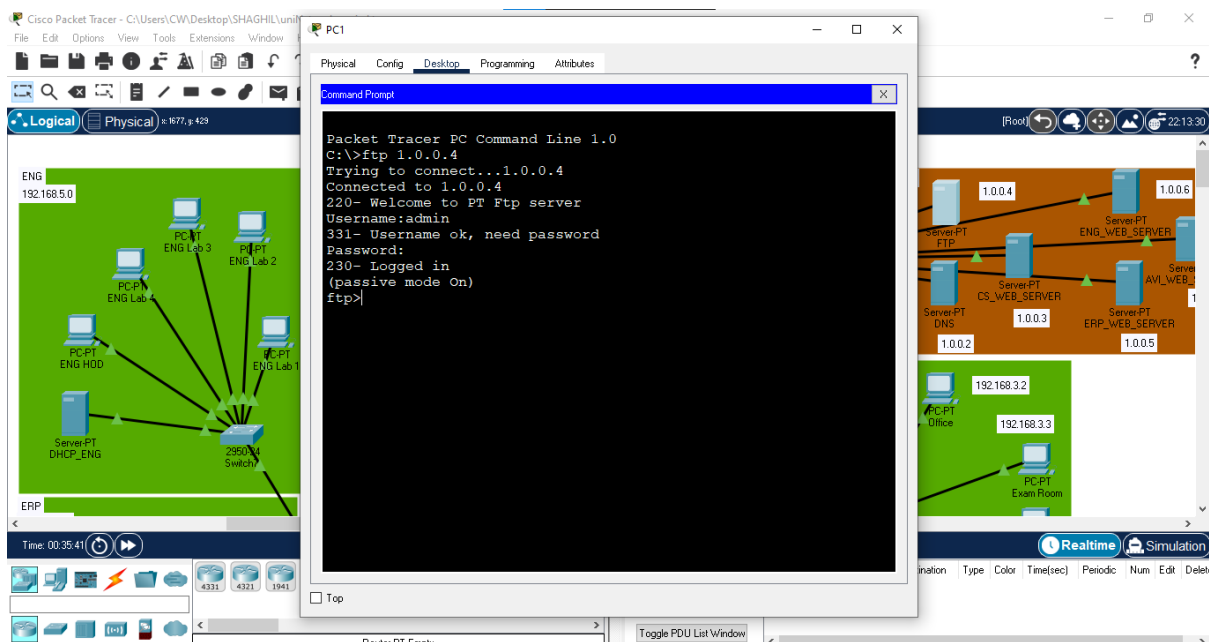 Cisco Packet Tracer - C:\Users\CW\Desktop\SHAGHIL\uni
File Edit Options View Tools Extensions Window
?
Logical
Physical
x: 1677, y: 429
[Root]
22:13:30
ENG
192.168.5.0
PC-PT
ENG Lab 3
PC-PT
ENG Lab 2
PC-PT
ENG Lab 4
PC-PT
ENG HOD
PC-PT
ENG Lab 1
Server-PT
DHCP_ENG
2950-24
Switch
ERP
PC1
Physical Config Desktop Programming Attributes
Command Prompt
X
Packet Tracer PC Command Line 1.0
C:\>ftp 1.0.0.4
Trying to connect...1.0.0.4
Connected to 1.0.0.4
220- Welcome to PT Ftp server
Username:admin
331- Username ok, need password
Password:
230- Logged in
(passive mode On)
ftp>
Top
1.0.0.4
1.0.0.6
Server-PT
FTP
Server-PT
ENG_WEB_SERVER
Server-PT
CS_WEB_SERVER
AVI_WEB_
Server-PT
DNS
1.0.0.3
Server-PT
ERP_WEB_SERVER
1.0.0.2
1.0.0.5
192.168.3.2
PC-PT
Office
192.168.3.3
PC-PT
Exam Room
Time: 00:35:41
Realtime
Simulation
4331 4321 1941
ination Type Color Time(sec) Periodic Num Edit Delet
Toggle PDU List Window